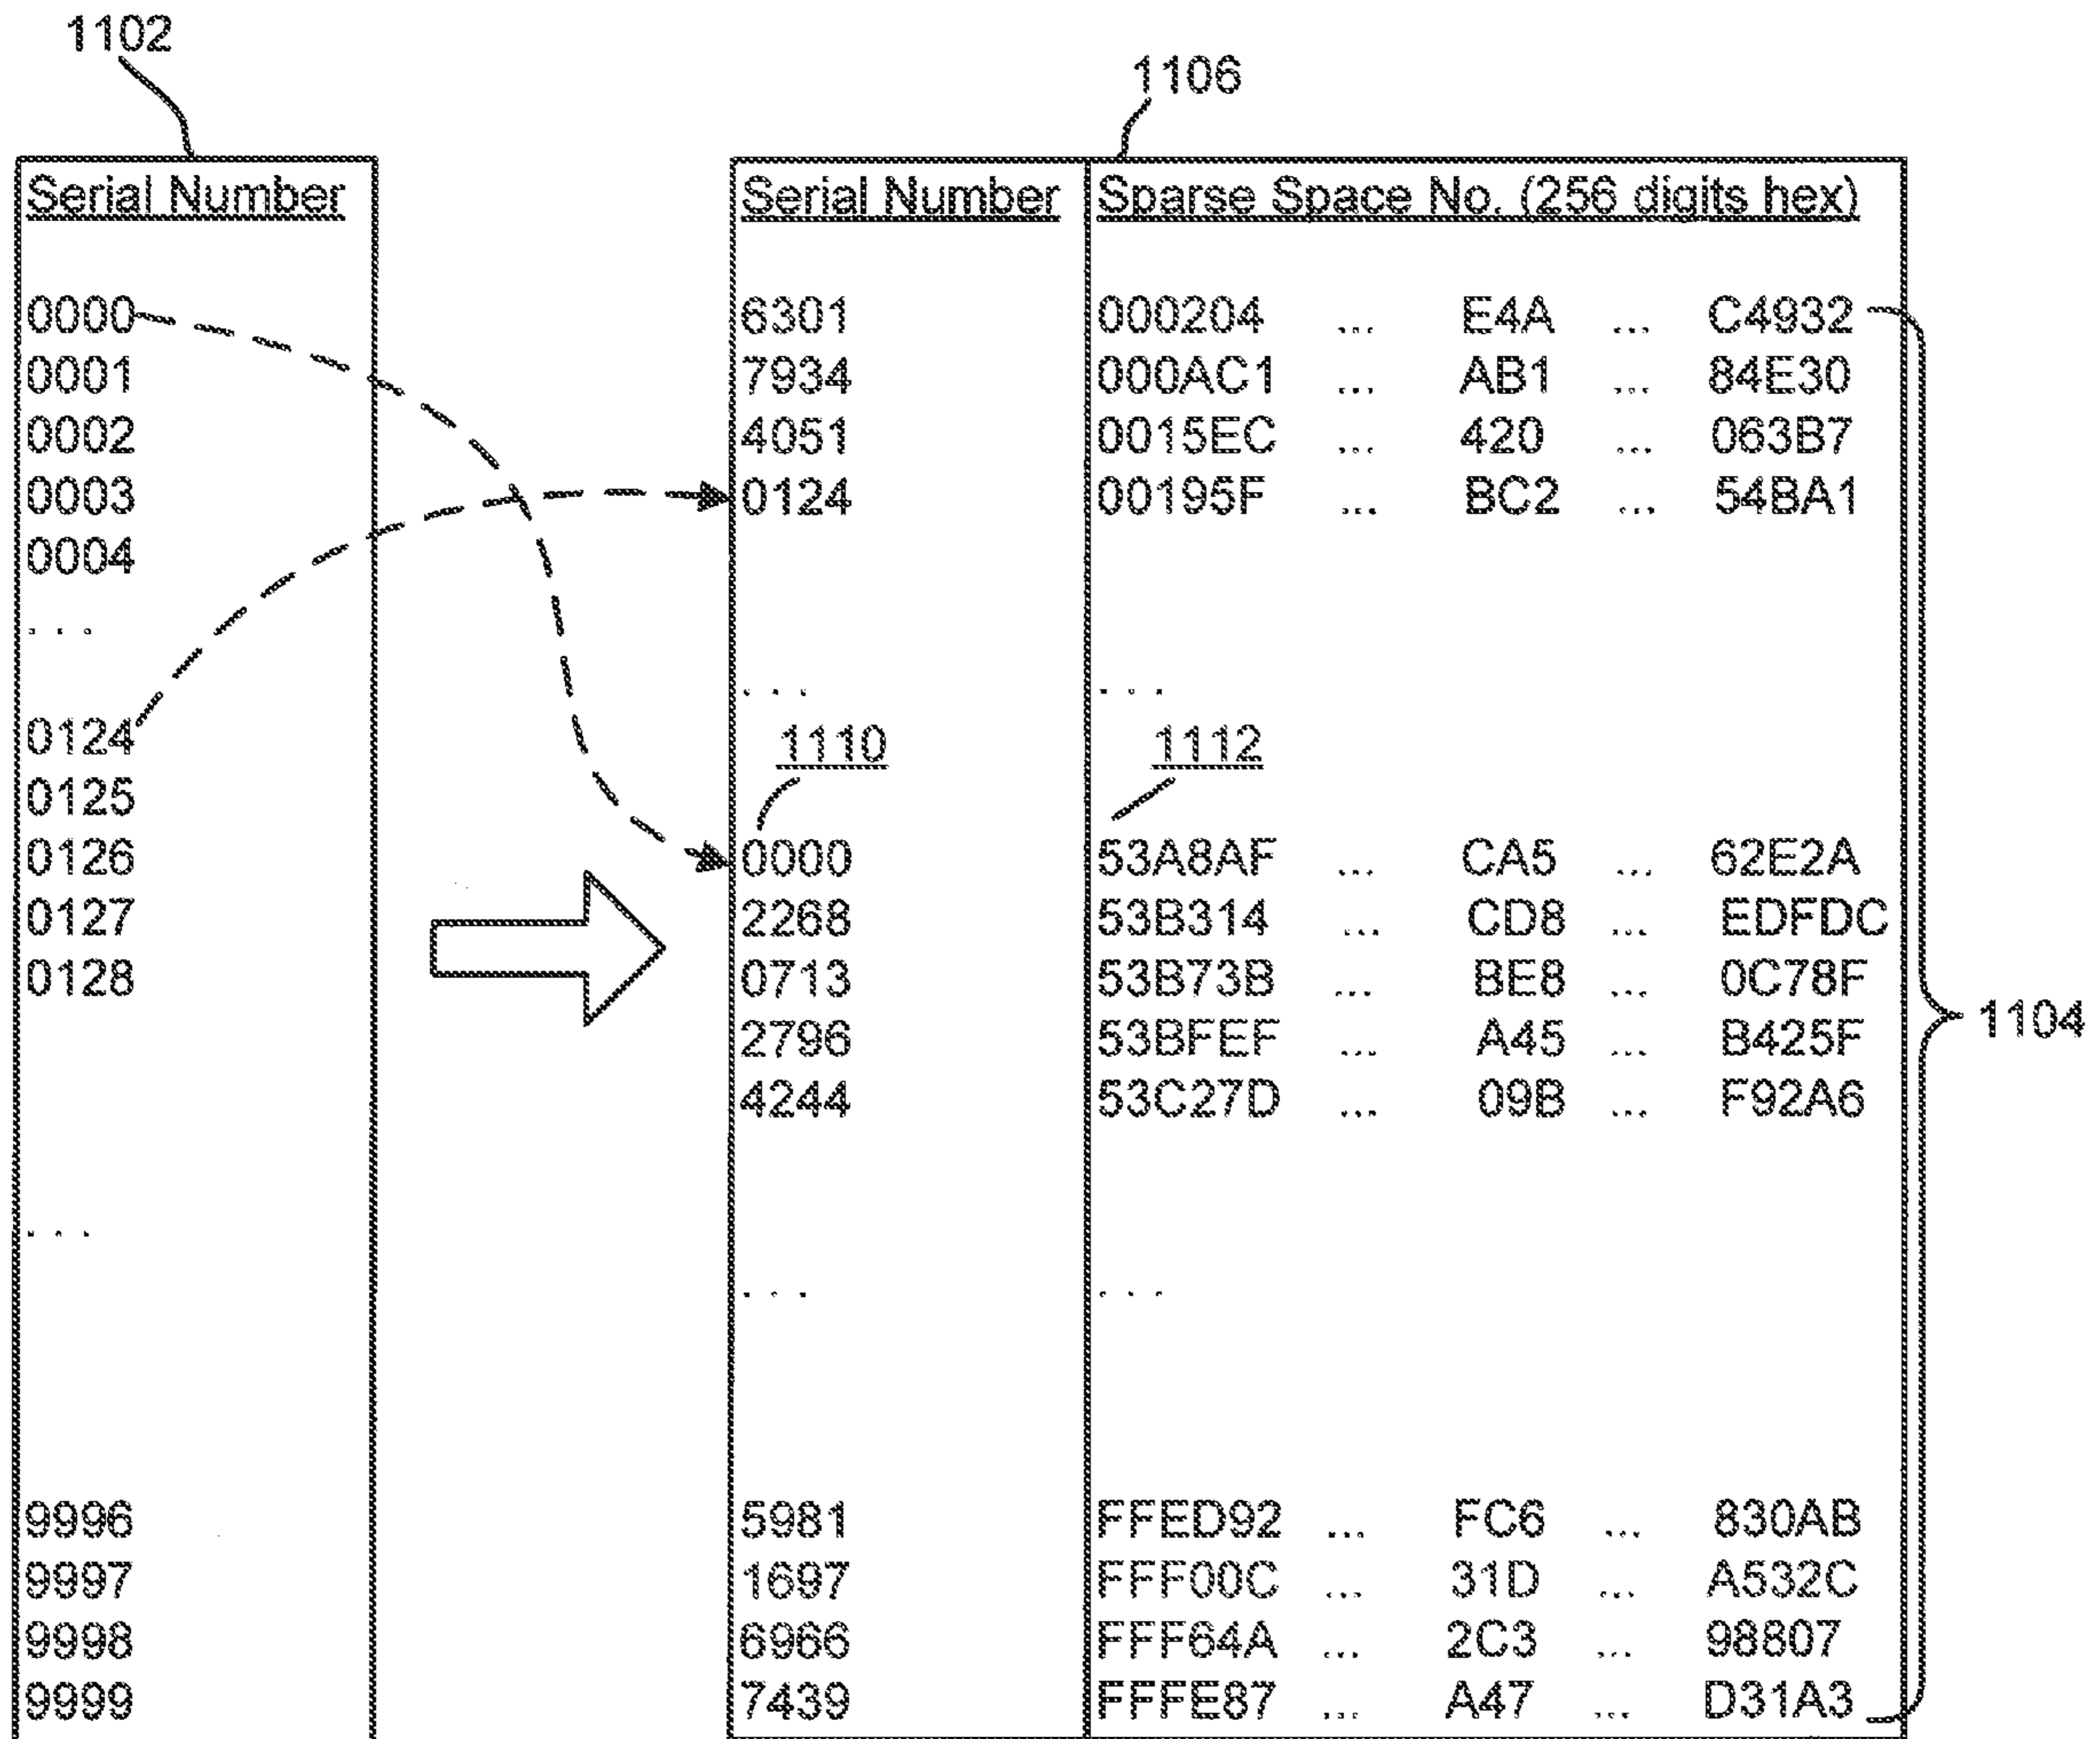 1102
1106
Serial Number
0000
0001
0002
0003
0004
...
0124
0125
0126
0127
0128
...
9996
9997
9998
9999
Serial Number Sparse Space No. (256 digits hex)
6301 000204 ... E4A ... C4932
7934 000AC1 ... AB1 ... 84E30
4051 0015EC ... 420 ... 063B7
0124 00195F ... BC2 ... 54BA1
... ...
1110 1112
0000 53A8AF ... CA5 ... 62E2A
2268 53B314 ... CD8 ... EDFDC
0713 53B73B ... BE8 ... 0C78F
2796 53BFEF ... A45 ... B425F
4244 53C27D ... 09B ... F92A6
... ...
5981 FFED92 ... FC6 ... 830AB
1697 FFF00C ... 31D ... A532C
6966 FFF64A ... 2C3 ... 98807
7439 FFFE87 ... A47 ... D31A3
1104